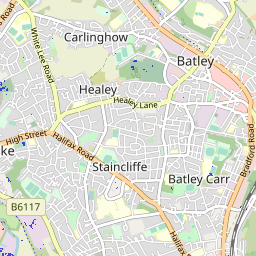 Carlinghow
White Lee Road
Batley
Bradford Road
Healey
Healey Lane
High Street
Halifax Road
ke
Staincliffe
Batley Carr
Bradford Road
B6117
Halifax